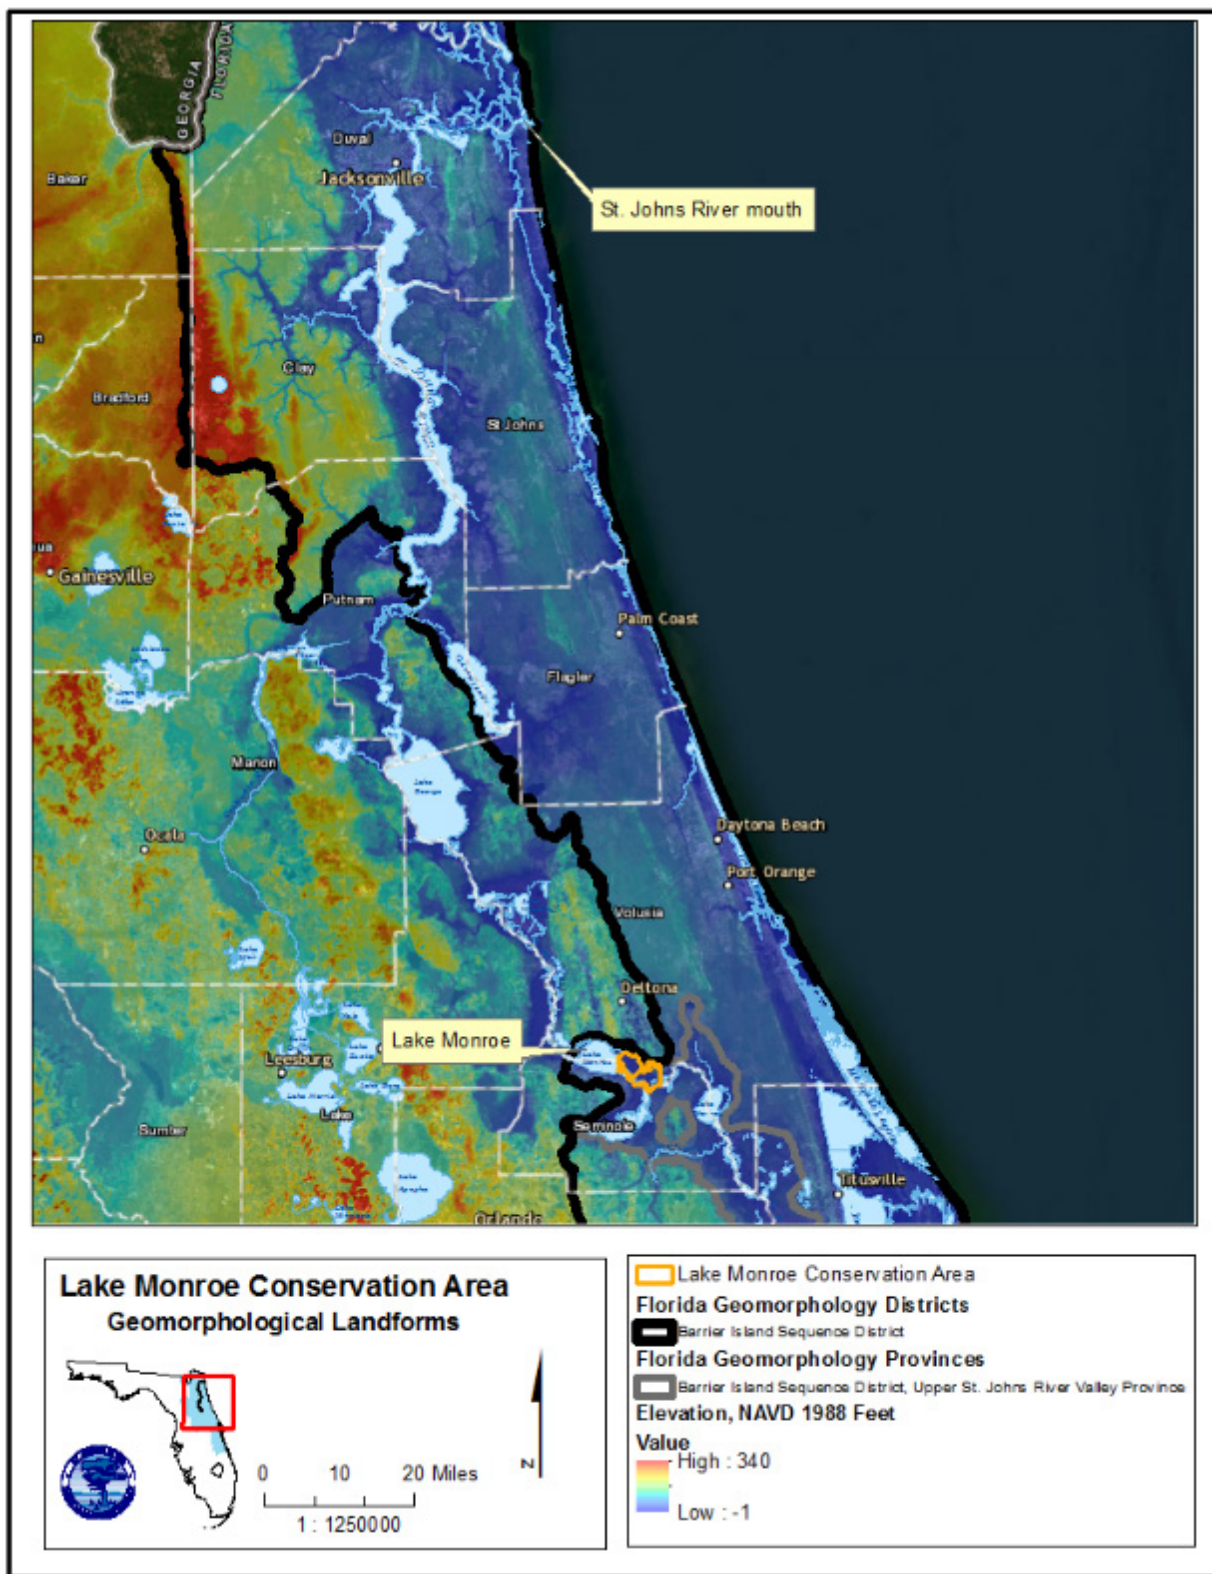 GEORGIA
FLORIDA
Duval
Jacksonville
Baker
St. Johns River mouth
Clay
Bradford
St Johns
Gainesville
Putnam
Palm Coast
Flagler
Marion
Lake
George
Ocala
Daytona Beach
Port Orange
Volusia
Deltona
Lake Monroe
Leesburg
Lake
Seminole
Sumter
Titusville
Orlando
Lake Monroe Conservation Area
Geomorphological Landforms
0 10 20 Miles
1 : 1250000
N
Lake Monroe Conservation Area
Florida Geomorphology Districts
Barrier Island Sequence District
Florida Geomorphology Provinces
Barrier Island Sequence District, Upper St. Johns River Valley Province
Elevation, NAVD 1988 Feet
Value
High : 340
Low : -1